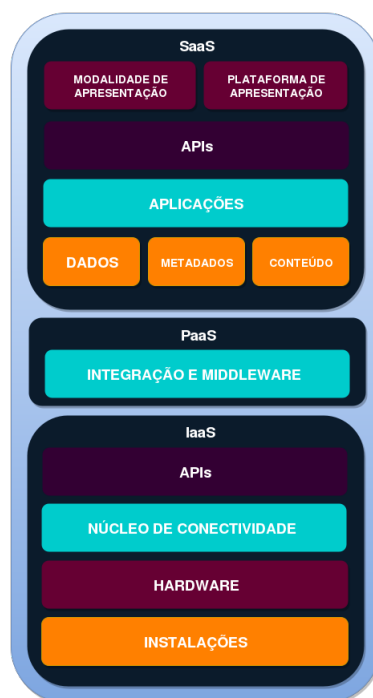 SaaS
MODALIDADE DE
APRESENTAÇÃO
PLATAFORMA DE
APRESENTAÇÃO
APIs
APLICAÇÕES
DADOS
METADADOS
CONTEÚDO
PaaS
INTEGRAÇÃO E MIDDLEWARE
IaaS
APIs
NÚCLEO DE CONECTIVIDADE
HARDWARE
INSTALAÇÕES